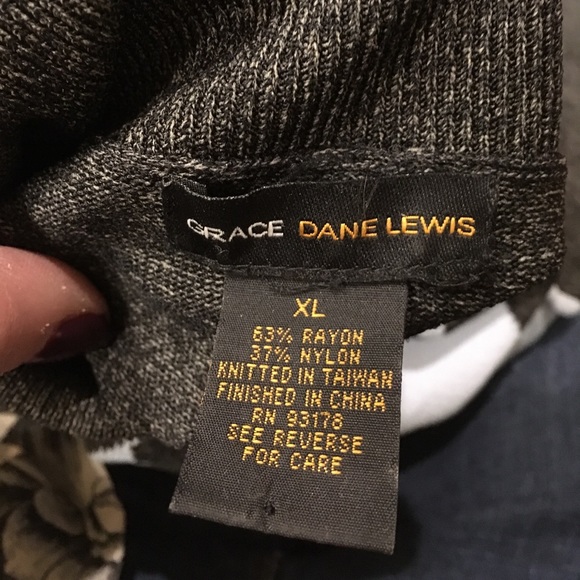 GRACE DANE LEWIS
XL
63% RAYON
37% NYLON
KNITTED IN TAIWAN
FINISHED IN CHINA
RN 93178
SEE REVERSE
FOR CARE